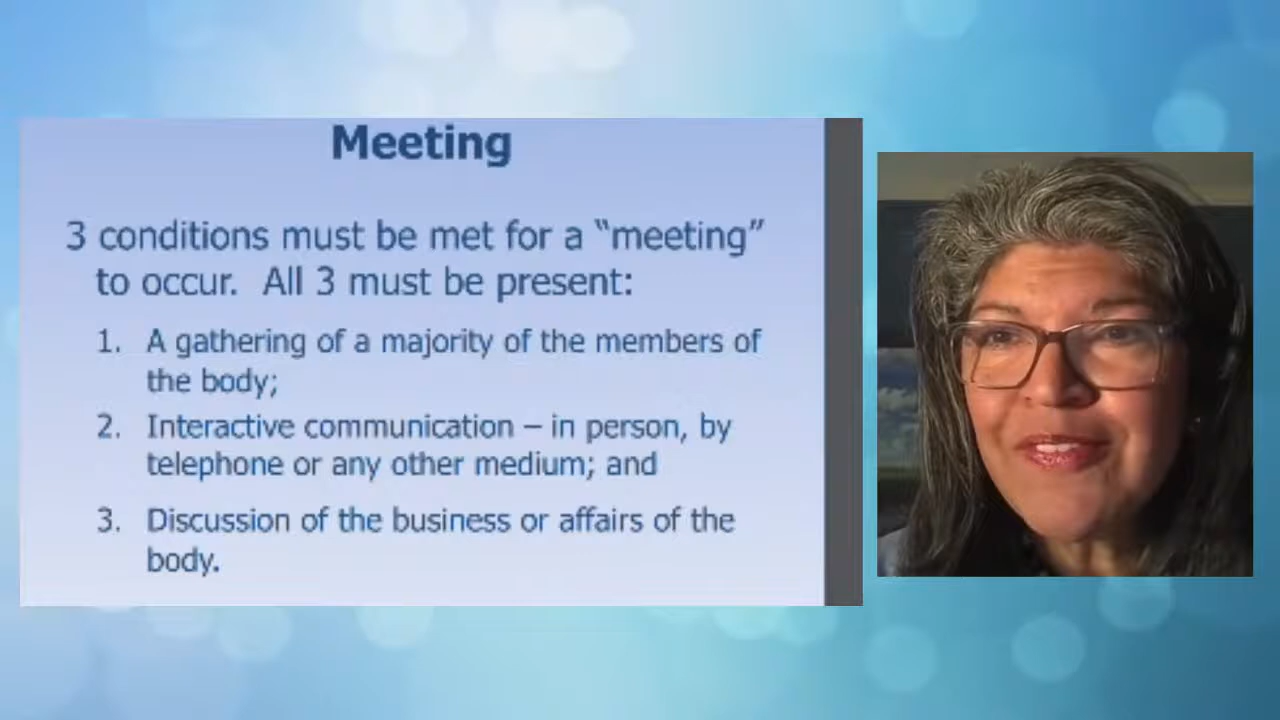 Meeting
3 conditions must be met for a “meeting”
to occur.  All 3 must be present:
1. A gathering of a majority of the members of
the body;
2. Interactive communication – in person, by
telephone or any other medium; and
3. Discussion of the business or affairs of the
body.